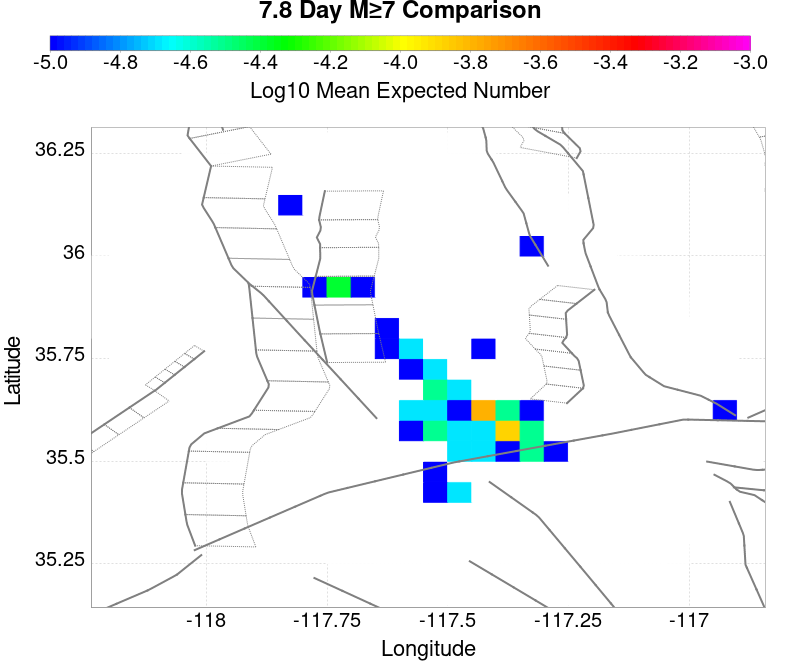 7.8 Day M≥7 Comparison
-5.0 -4.8 -4.6 -4.4 -4.2 -4.0 -3.8 -3.6 -3.4 -3.2 -3.0
Log10 Mean Expected Number
36.25
36
35.75
35.5
35.25
Latitude
-118 -117.75 -117.5 -117.25 -117
Longitude